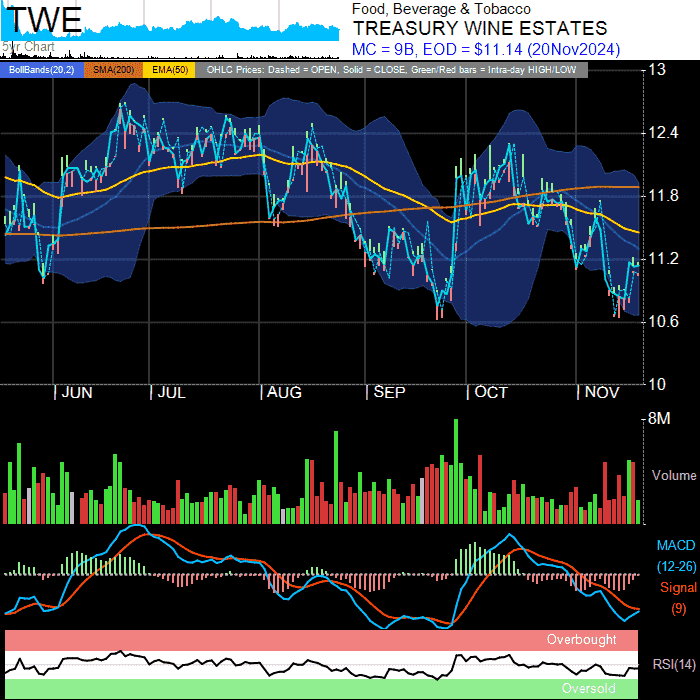 TWE
5yr Chart
Food, Beverage & Tobacco
TREASURY WINE ESTATES
MC = 9B, EOD = $11.14 (20Nov2024)
BollBands(20,2) SMA(200) EMA(50) OHLC Prices: Dashed = OPEN, Solid = CLOSE, Green/Red bars = Intra-day HIGH/LOW
13
12.4
11.8
11.2
10.6
10
JUN JUL AUG SEP OCT NOV
8M
Volume
MACD
(12-26)
Signal
(9)
Overbought
RSI(14)
Oversold